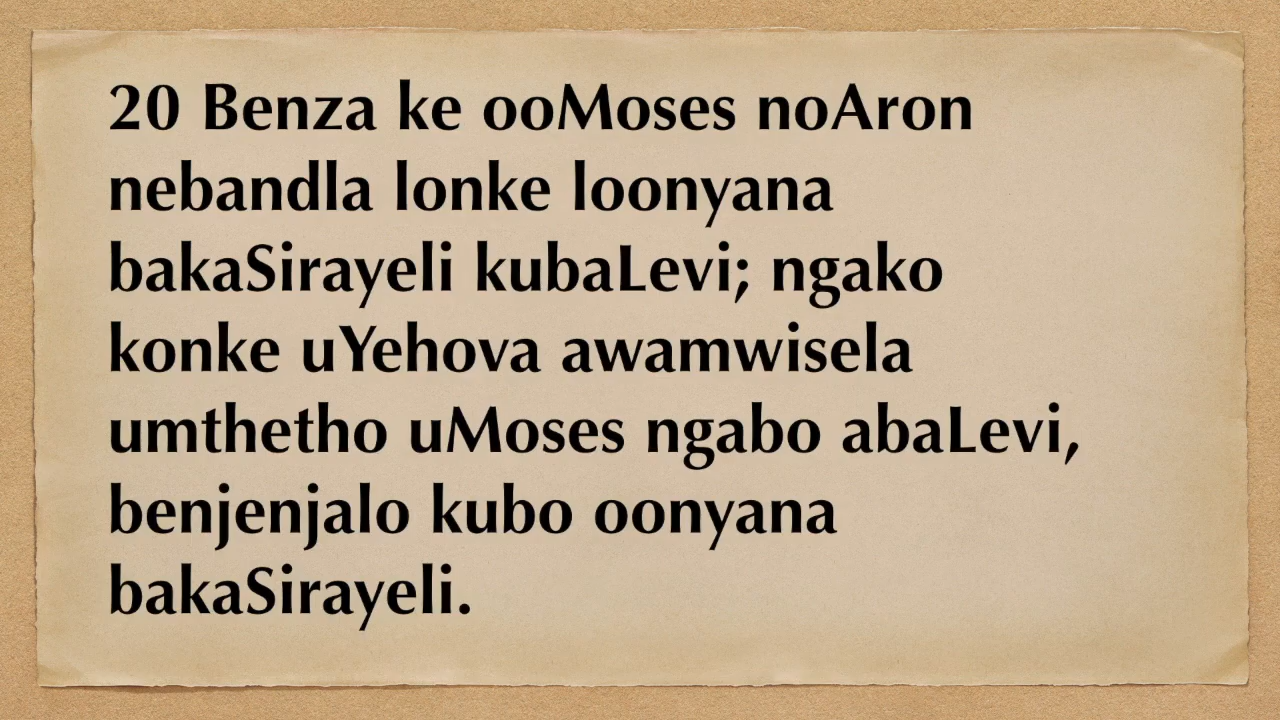 20 Benza ke ooMoses noAron
nebandla lonke loonyana
bakaSirayeli kubaLevi; ngako
konke uYehova awamwisela
umthetho uMoses ngabo abaLevi,
benjenjalo kubo oonyana
bakaSirayeli.